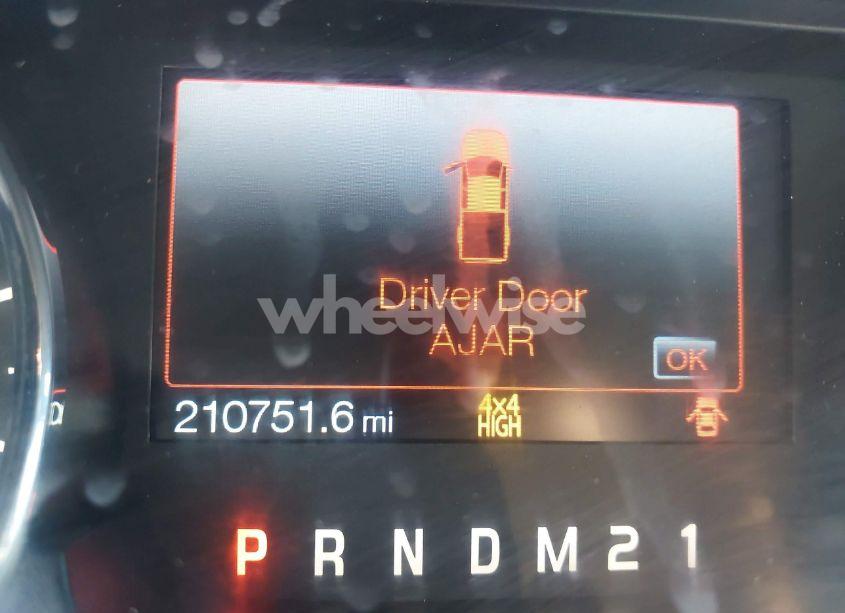 Driver Door
wheelwise
AJAR
OK
210751.6 mi
4x4
HIGH
P R N D M 2 1